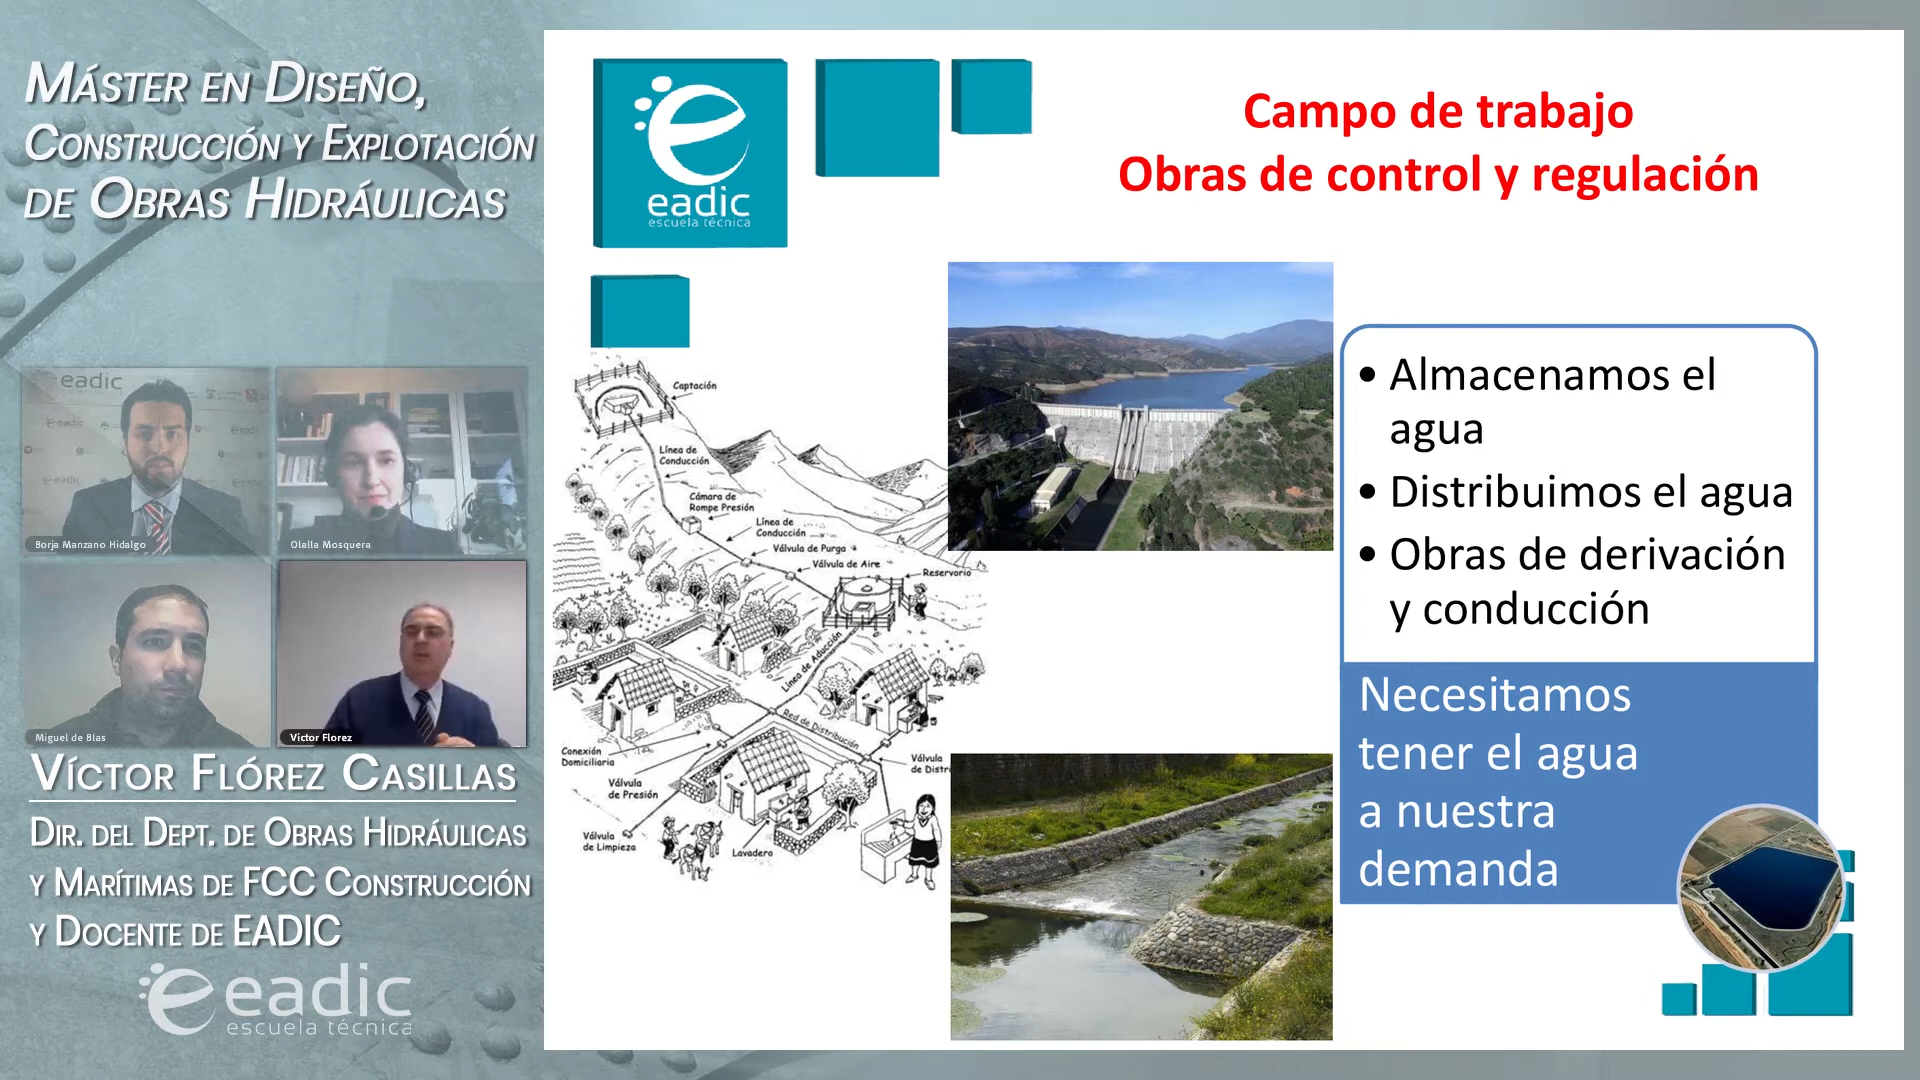 MÁSTER EN DISEÑO,
CONSTRUCCIÓN Y EXPLOTACIÓN
DE OBRAS HIDRÁULICAS
eadic
Borja Manzano Hidalgo
Olalla Mosquera
Miguel de Blas
Victor Florez
VÍCTOR FLÓREZ CASILLAS
DIR. DEL DEPT. DE OBRAS HIDRÁULICAS
Y MARÍTIMAS DE FCC CONSTRUCCIÓN
Y DOCENTE DE EADIC
eadic
escuela técnica
eadic
escuela técnica
Campo de trabajo
Obras de control y regulación
Captación
Línea de
Conducción
Cámara de
Rompe Presión
Línea de
Conducción
Válvula de Purga
Válvula de Aire
Reservorio
Línea de Aducción
Red de Distribución
Conexión
Domiciliaria
Válvula
de Presión
Válvula
de Distri
Válvula
de Limpieza
Lavadero
• Almacenamos el
agua
• Distribuimos el agua
• Obras de derivación
y conducción
Necesitamos
tener el agua
a nuestra
demanda